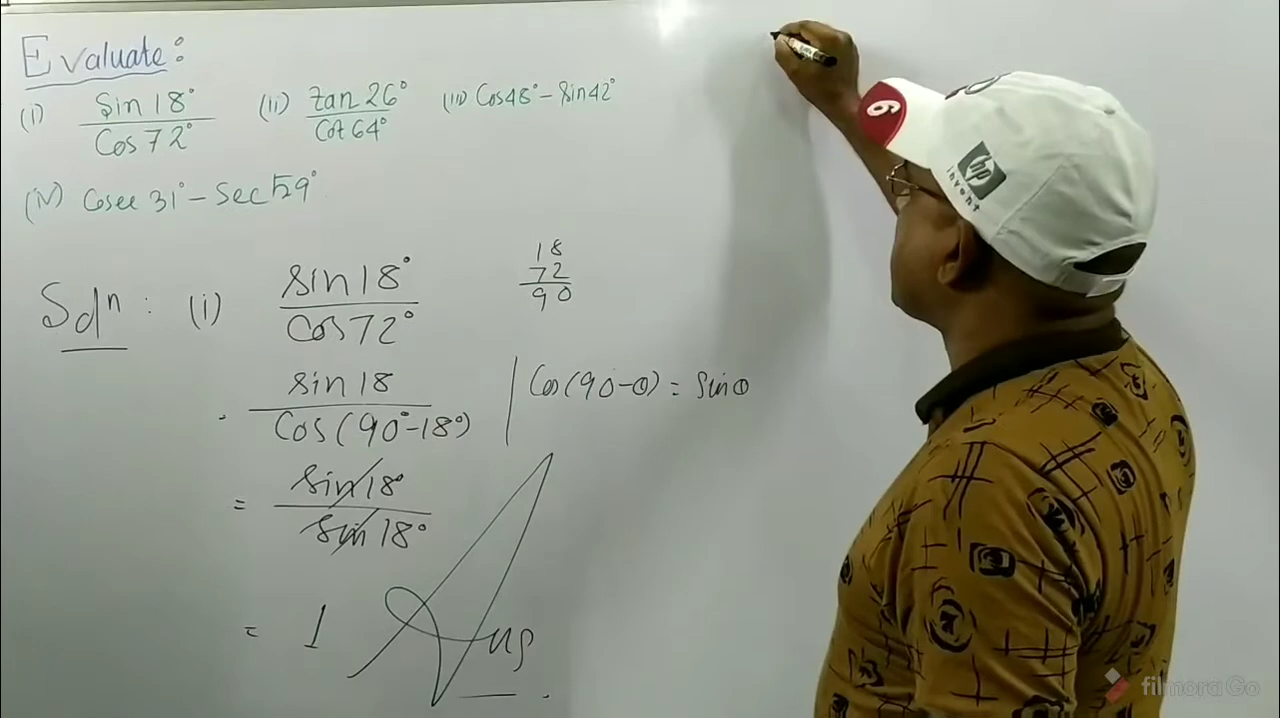 Evaluate:
(i) Sin 18° / Cos 72° (ii) tan 26° / Cot 64° (iii) Cos 48° – Sin 42°
(iv) Cosec 31° – Sec 59°
Soln : (i) sin 18° / Cos 72°
18
72
90
sin 18 / Cos (90° – 18°)
Cos (90 – θ) = Sin θ
= sin 18° / sin 18°
= 1 Ans.
6
hp
invent
filmora Go